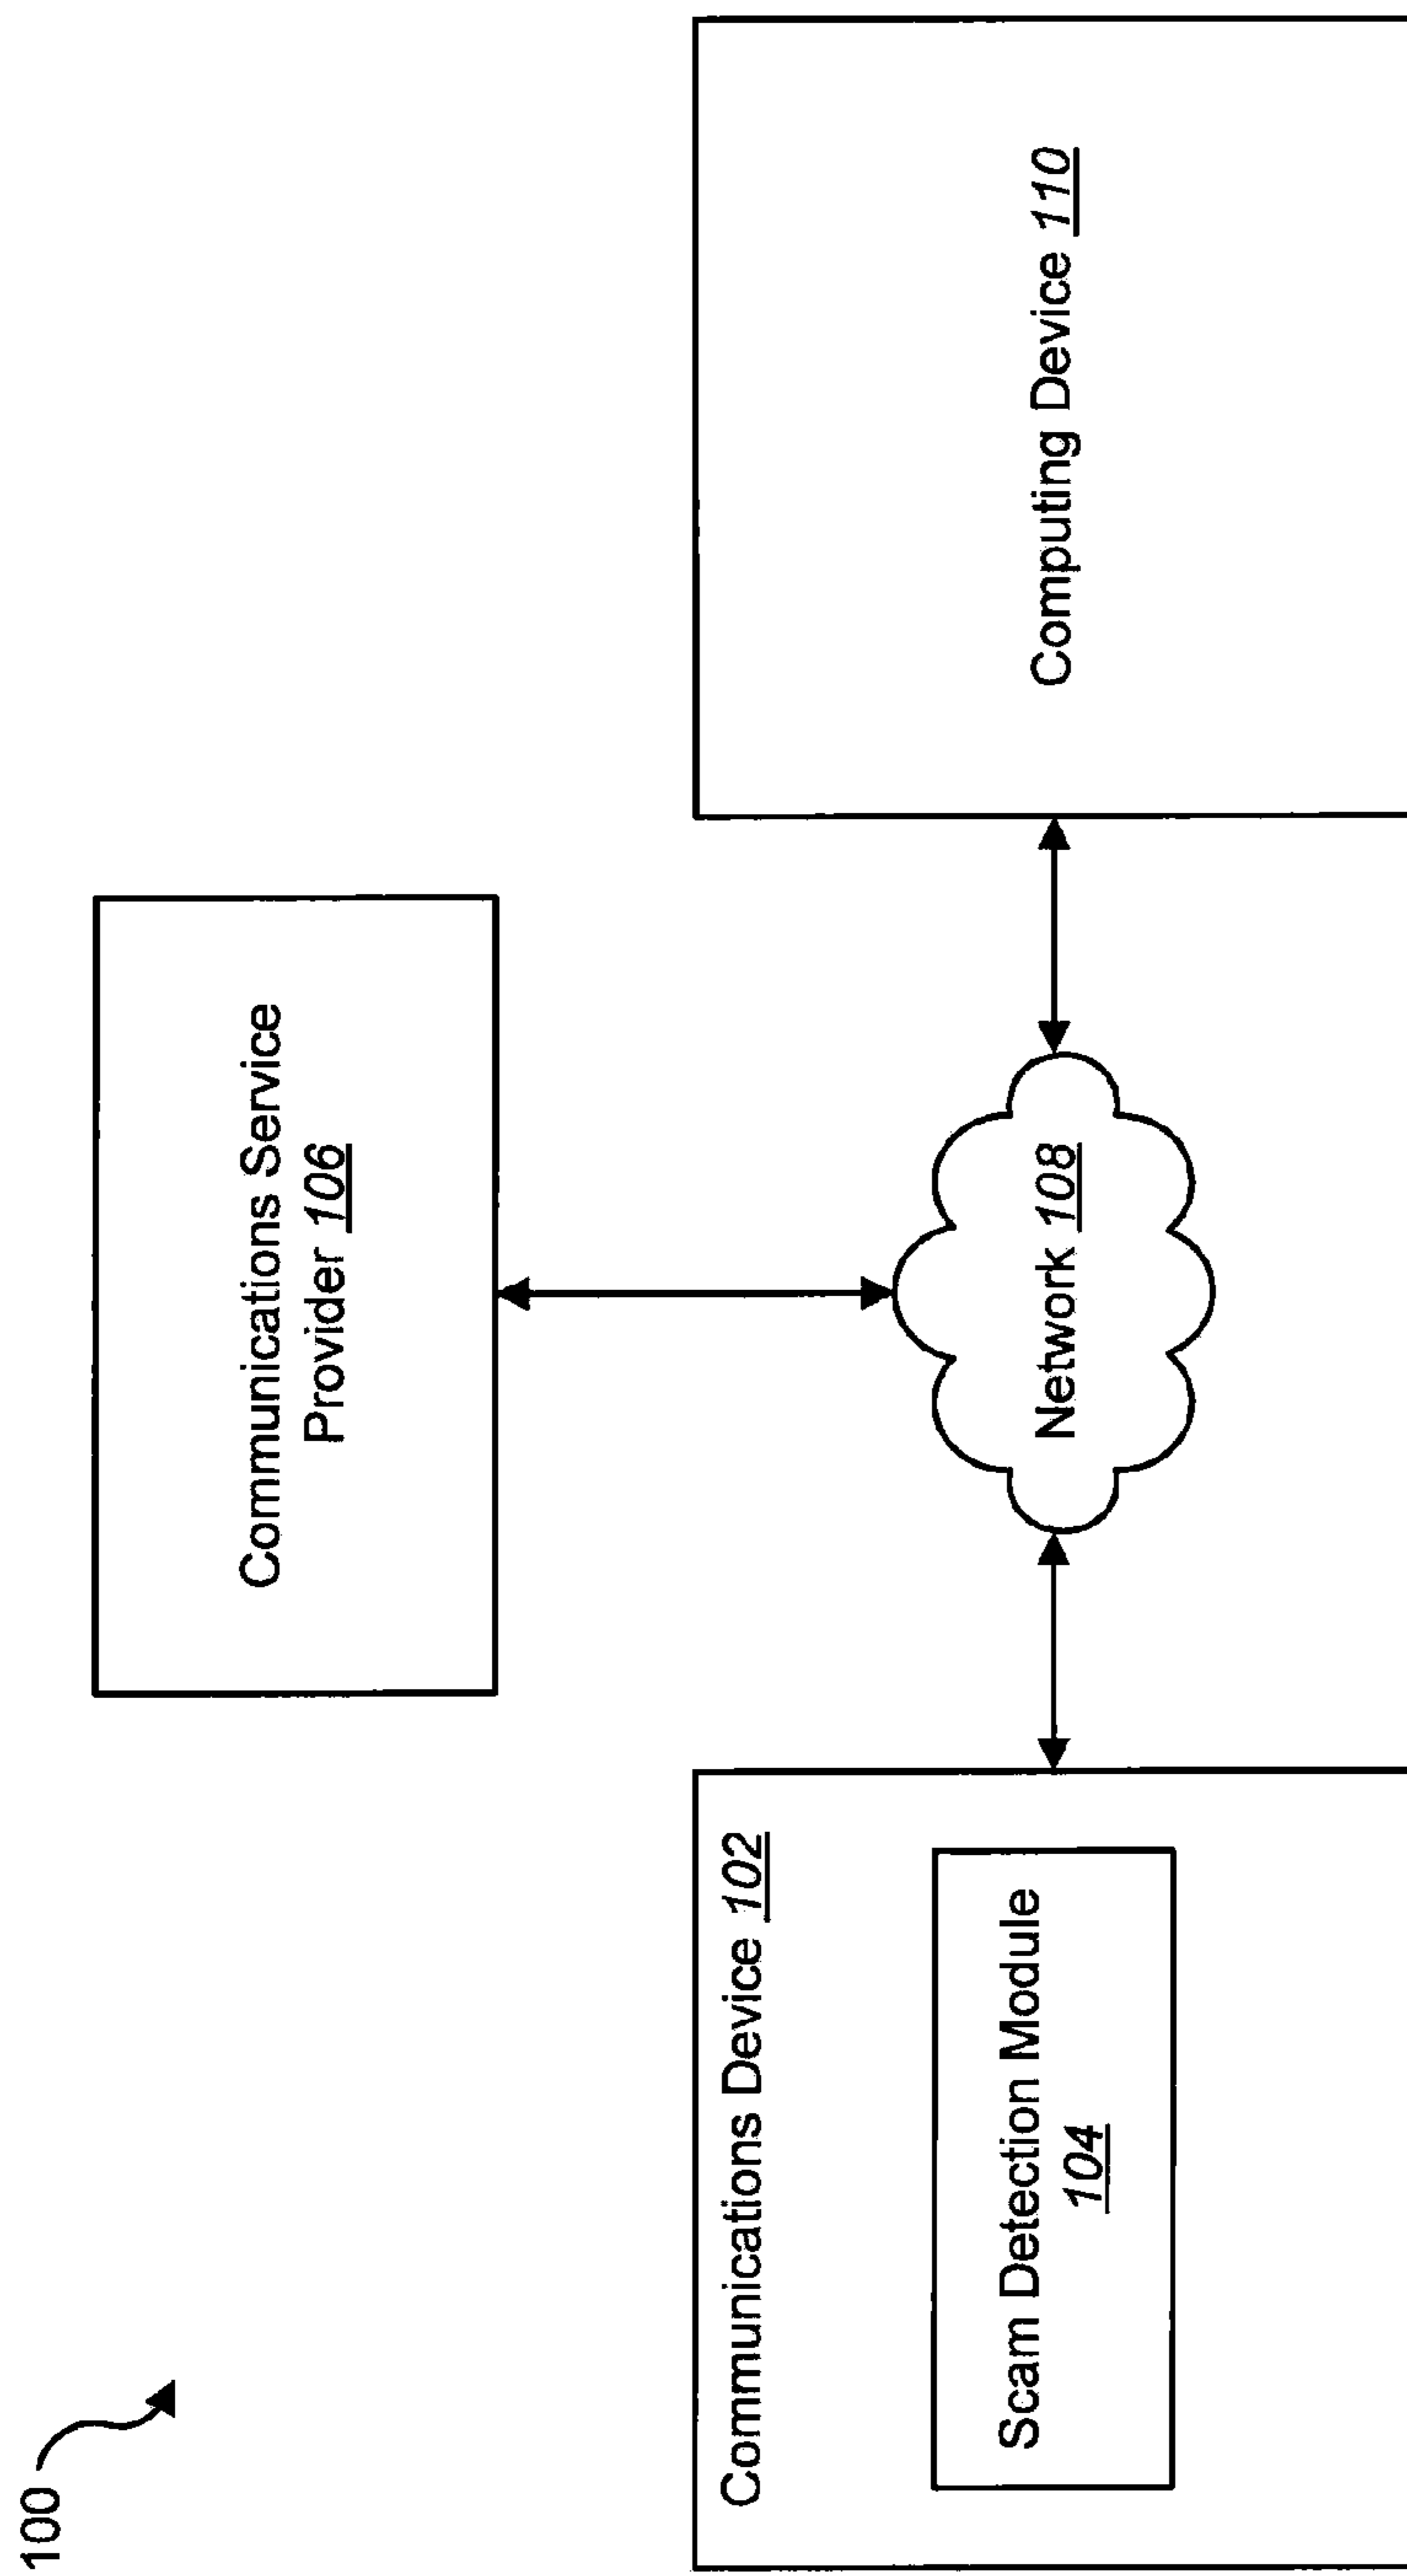 100
Communications Service
Provider 106
Communications Device 102
Scam Detection Module
104
Network 108
Computing Device 110